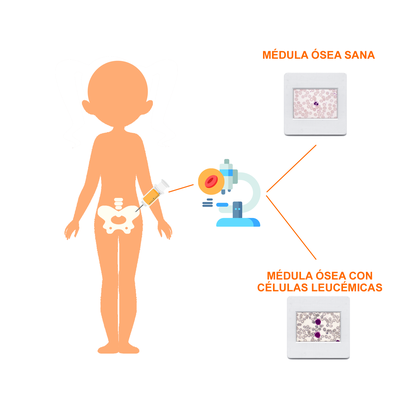 MÉDULA ÓSEA SANA
MÉDULA ÓSEA CON
CÉLULAS LEUCÉMICAS